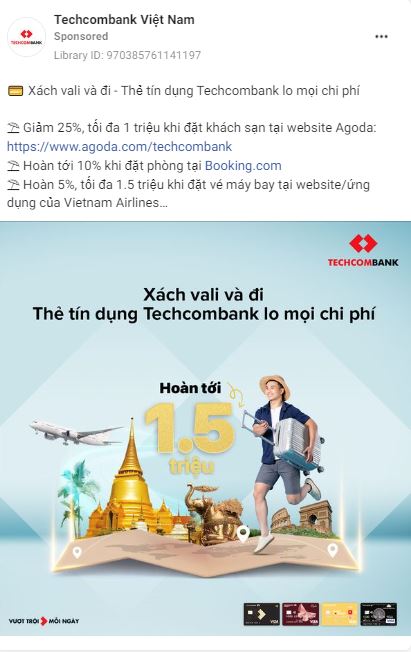 Techcombank Việt Nam
Sponsored
Library ID: 970385761141197
Xách vali và đi - Thẻ tín dụng Techcombank lo mọi chi phí
Giảm 25%, tối đa 1 triệu khi đặt khách sạn tại website Agoda:
https://www.agoda.com/techcombank
Hoàn tới 10% khi đặt phòng tại Booking.com
Hoàn 5%, tối đa 1.5 triệu khi đặt vé máy bay tại website/ứng
dụng của Vietnam Airlines...
TECHCOMBANK
Xách vali và đi
Thẻ tín dụng Techcombank lo mọi chi phí
Hoàn tới
1.5
triệu
VƯỢT TRỘI MỖI NGÀY
VISA
VISA
VISA